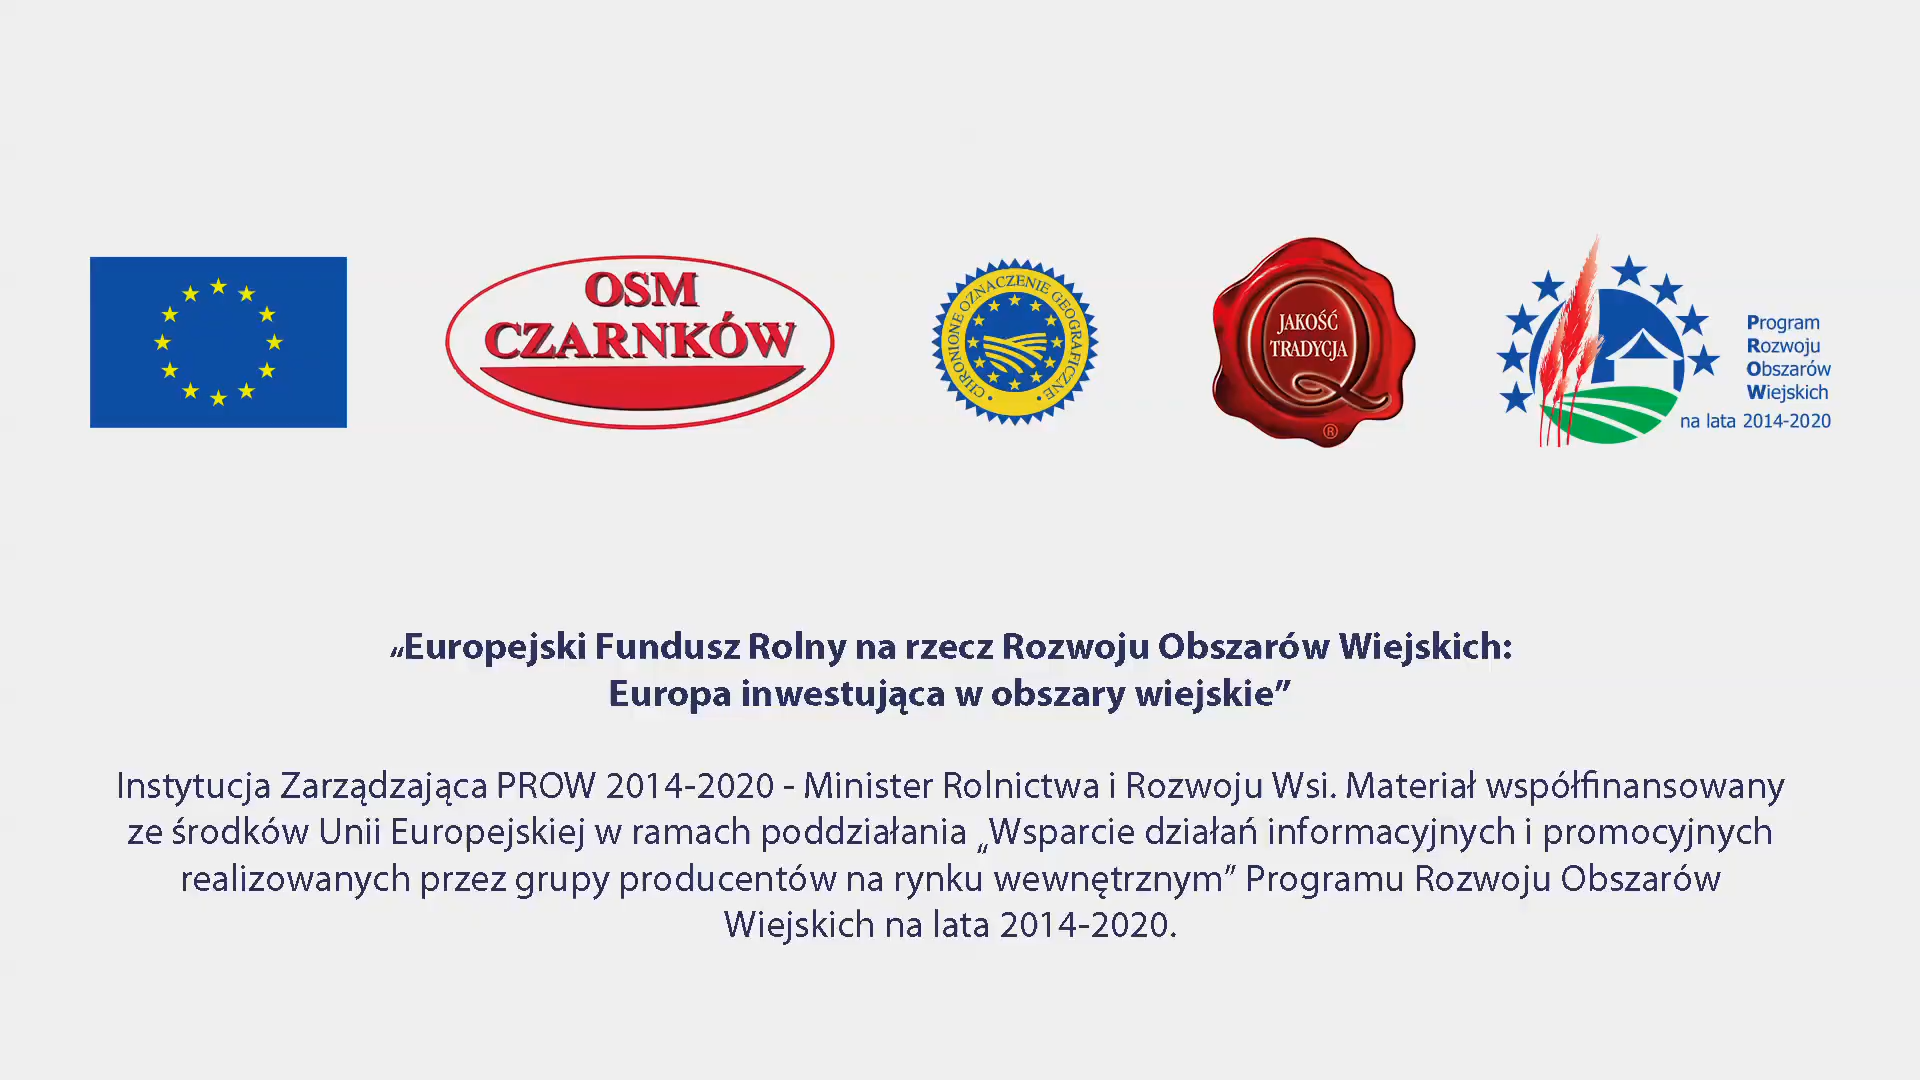 OSM
CZARNKÓW
CHRONIONE OZNACZENIE GEOGRAFICZNE
JAKOŚĆ
TRADYCJA
®
Program
Rozwoju
Obszarów
Wiejskich
na lata 2014-2020
„Europejski Fundusz Rolny na rzecz Rozwoju Obszarów Wiejskich:
Europa inwestująca w obszary wiejskie”
Instytucja Zarządzająca PROW 2014-2020 - Minister Rolnictwa i Rozwoju Wsi. Materiał współfinansowany
ze środków Unii Europejskiej w ramach poddziałania „Wsparcie działań informacyjnych i promocyjnych
realizowanych przez grupy producentów na rynku wewnętrznym” Programu Rozwoju Obszarów
Wiejskich na lata 2014-2020.